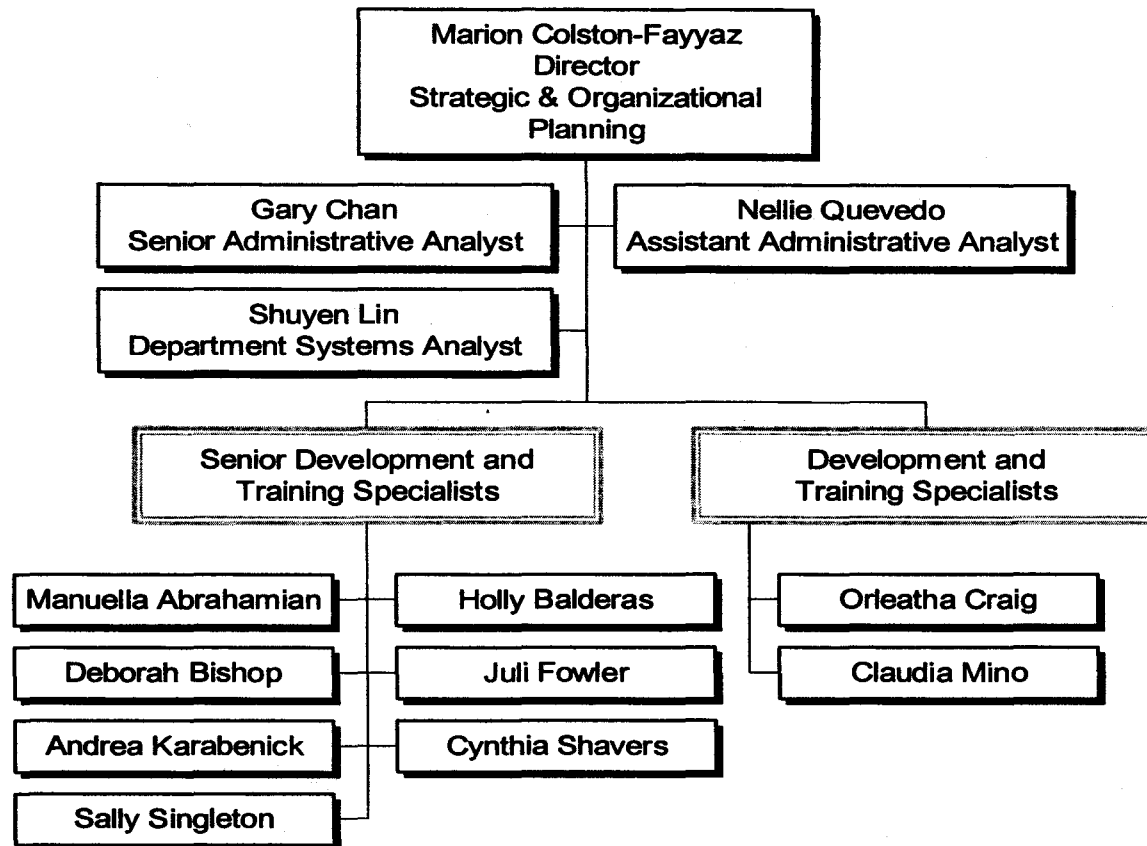 Marion Colston-Fayyaz
Director
Strategic & Organizational
Planning
Gary Chan
Senior Administrative Analyst
Nellie Quevedo
Assistant Administrative Analyst
Shuyen Lin
Department Systems Analyst
Senior Development and
Training Specialists
Development and
Training Specialists
Manuella Abrahamian
Holly Balderas
Orleatha Craig
Deborah Bishop
Juli Fowler
Claudia Mino
Andrea Karabenick
Cynthia Shavers
Sally Singleton